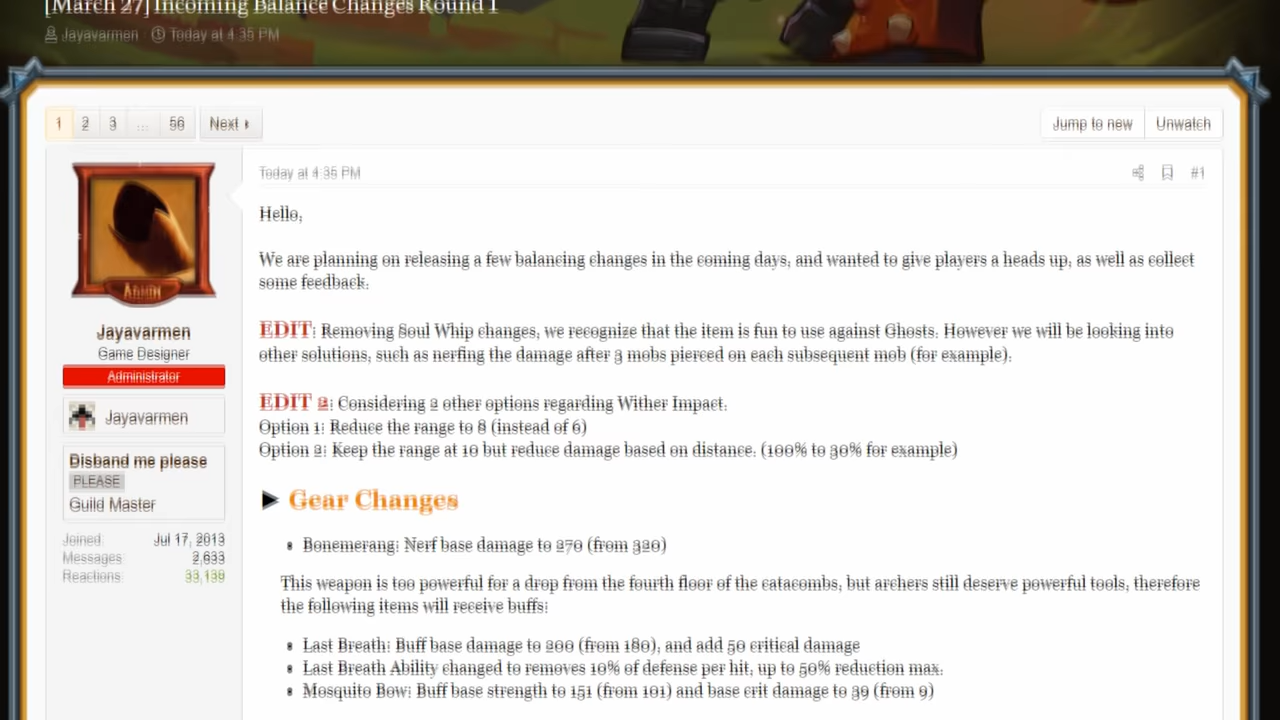 [March 27] Incoming Balance Changes Round 1
Jayavarmen Today at 4:35 PM
1 2 3 ... 56 Next
Jump to new Unwatch
ADMIN
Jayavarmen
Game Designer
Administrator
Jayavarmen
Disband me please
PLEASE
Guild Master
Joined: Jul 17, 2013
Messages: 2,633
Reactions: 33,139
Today at 4:35 PM #1
Hello,
We are planning on releasing a few balancing changes in the coming days, and wanted to give players a heads up, as well as collect
some feedback.
EDIT: Removing Soul Whip changes, we recognize that the item is fun to use against Ghosts. However we will be looking into
other solutions, such as nerfing the damage after 3 mobs pierced on each subsequent mob (for example).
EDIT 2: Considering 2 other options regarding Wither Impact.
Option 1: Reduce the range to 8 (instead of 6)
Option 2: Keep the range at 10 but reduce damage based on distance. (100% to 30% for example)
► Gear Changes
• Bonemerang: Nerf base damage to 270 (from 320)
This weapon is too powerful for a drop from the fourth floor of the catacombs, but archers still deserve powerful tools, therefore
the following items will receive buffs:
• Last Breath: Buff base damage to 200 (from 180), and add 50 critical damage
• Last Breath Ability changed to removes 10% of defense per hit, up to 50% reduction max.
• Mosquito Bow: Buff base strength to 151 (from 101) and base crit damage to 39 (from 9)